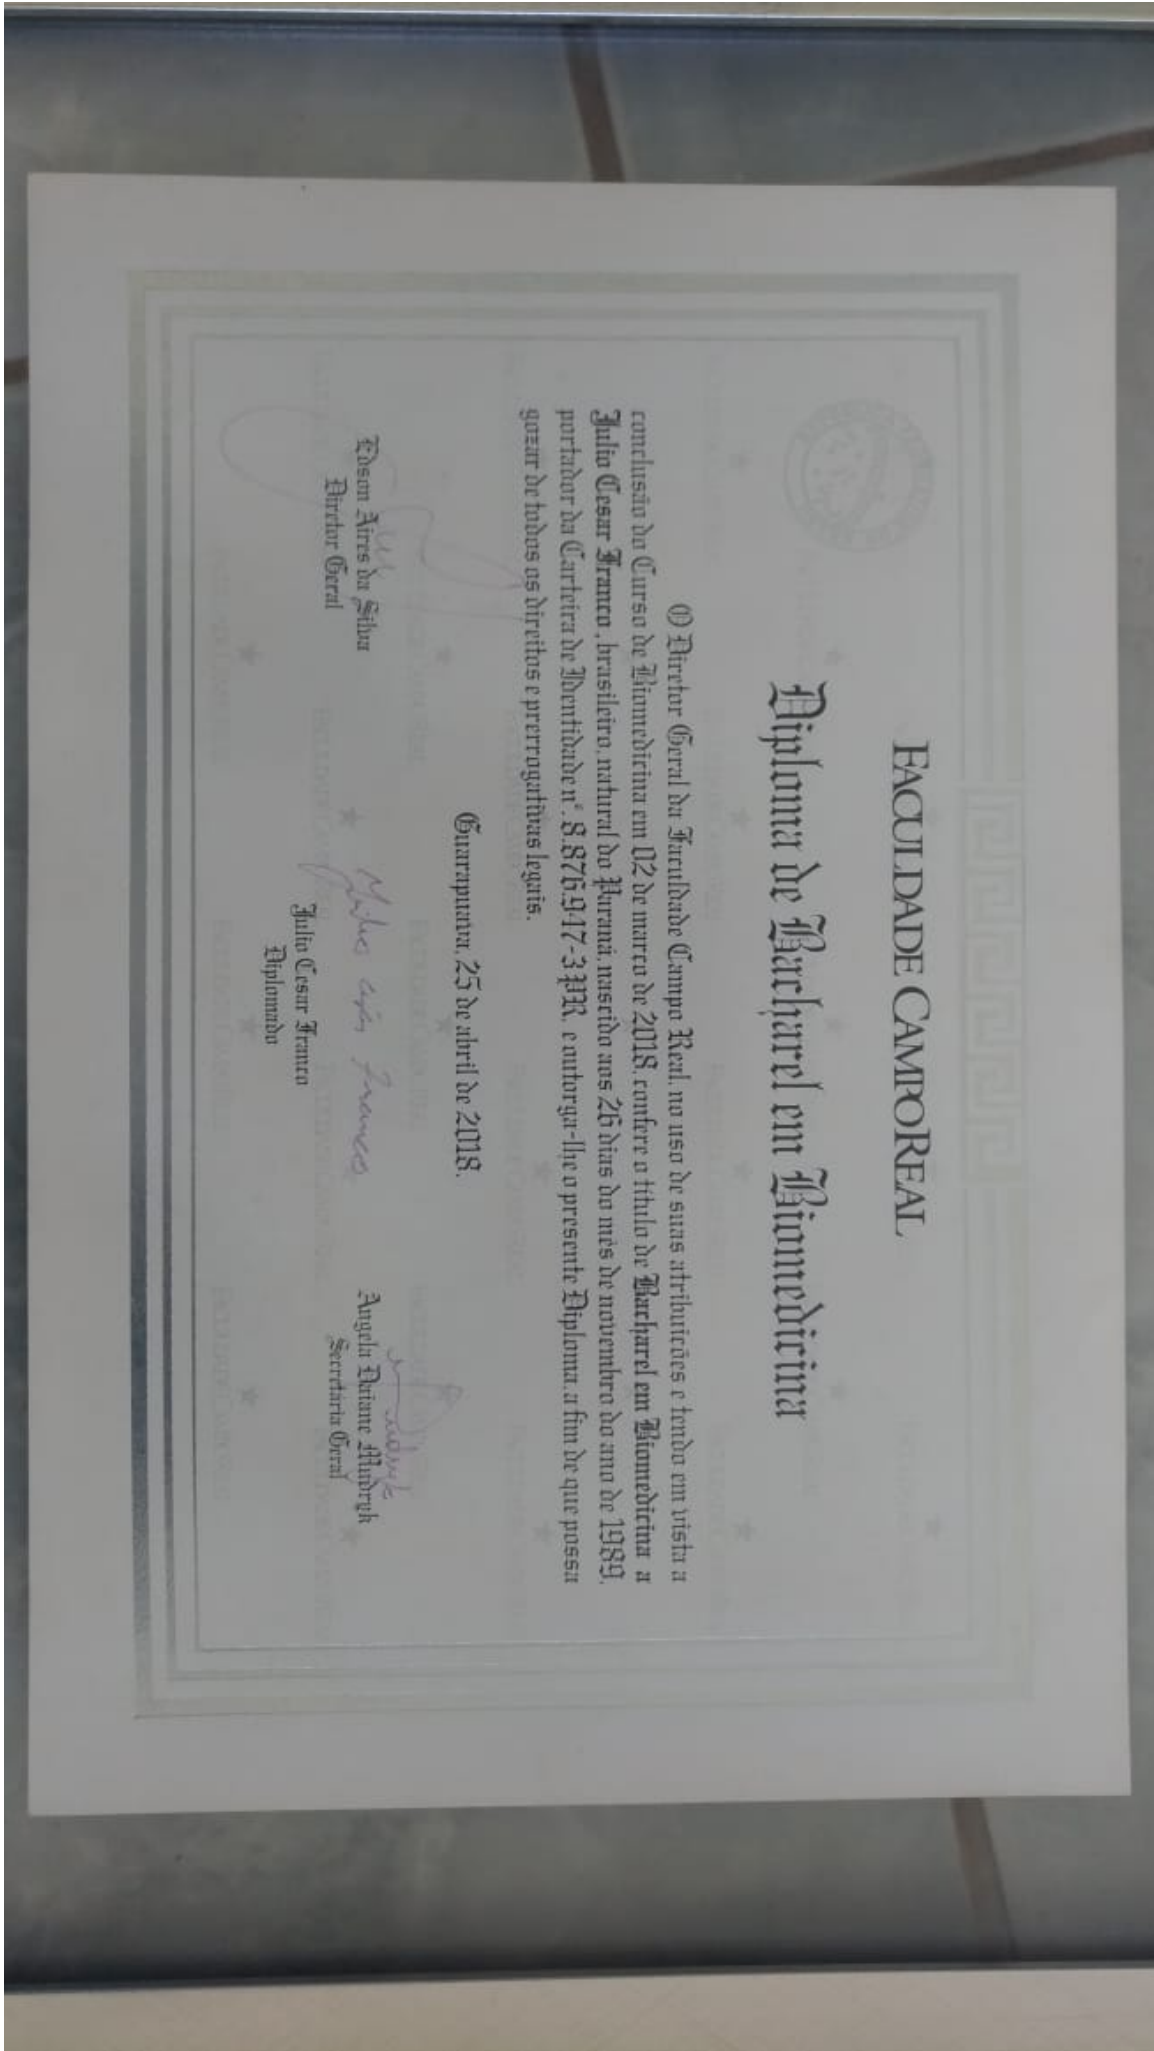 FACULDADE CAMPO REAL
Diploma de Bacharel em Biomedicina
O Diretor Geral da Faculdade Campo Real, no uso de suas atribuições e tendo em vista a
conclusão do Curso de Biomedicina em 02 de março de 2018, confere o título de Bacharel em Biomedicina a
Julio Cesar Franco, brasileiro, natural do Paraná, nascido aos 26 dias do mês de novembro do ano de 1989,
portador da Carteira de Identidade nº. 8.876.947-3 PR, e outorga-lhe o presente Diploma, a fim de que possa
gozar de todos os direitos e prerrogativas legais.
Guarapuava, 25 de abril de 2018.
Edson Aires da Silva
Diretor Geral
Julio Cesar Franco
Diplomado
Angela Daiane Mudryk
Secretaria Geral